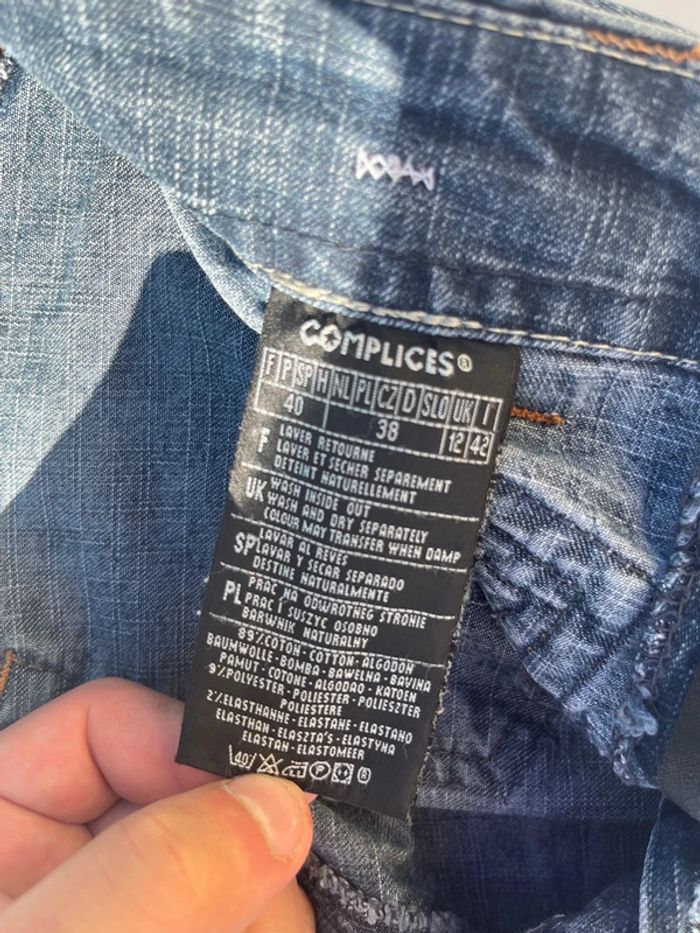 COMPLICES®
F P SP H NL PL CZ D SLO UK I
40 38 12 42
F LAVER RETOURNE
LAVER ET SECHER SEPAREMENT
DETEINT NATURELLEMENT
UK WASH INSIDE OUT
WASH AND DRY SEPARATELY
COLOUR MAY TRANSFER WHEN DAMP
SP LAVAR AL REVES
LAVAR Y SECAR SEPARADO
DESTINE NATURALMENTE
PL PRAC NA ODWROTNEG STRONIE
PRAC I SUSZYC OSOBNO
BARWNIK NATURALNY
89% COTON - COTTON - ALGODON
BAUMWOLLE - BOMBA - BAWELNA - BAVINA
PAMUT - COTONE - ALGODAO - KATOEN
9% POLYESTER - POLIESTER - POLIESZTER
POLIESTERE
2% ELASTHANNE - ELASTANE - ELASTANO
ELASTHAN - ELASZTA'S - ELASTYNA
ELASTAN - ELASTOMEER
40 P ®